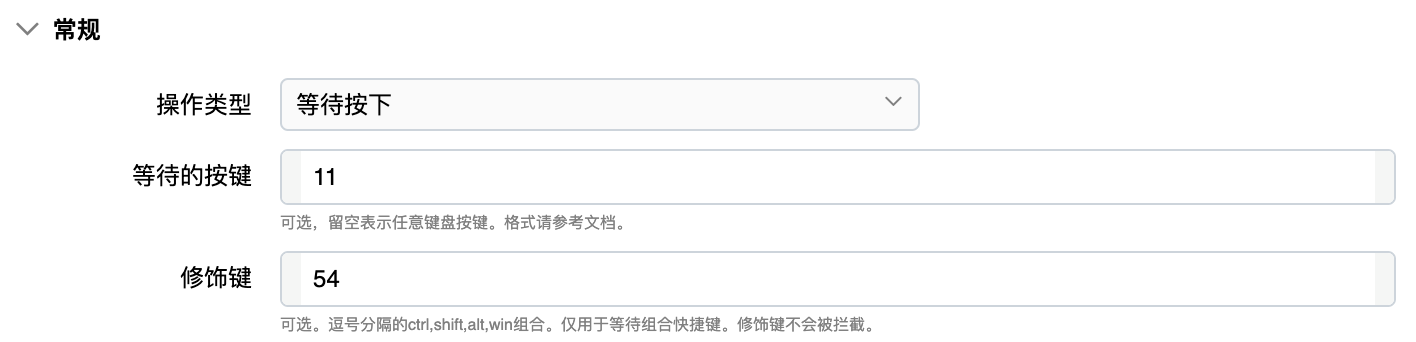 常规
操作类型 等待按下
等待的按键 11
可选，留空表示任意键盘按键。格式请参考文档。
修饰键 54
可选。逗号分隔的ctrl,shift,alt,win组合。仅用于等待组合快捷键。修饰键不会被拦截。